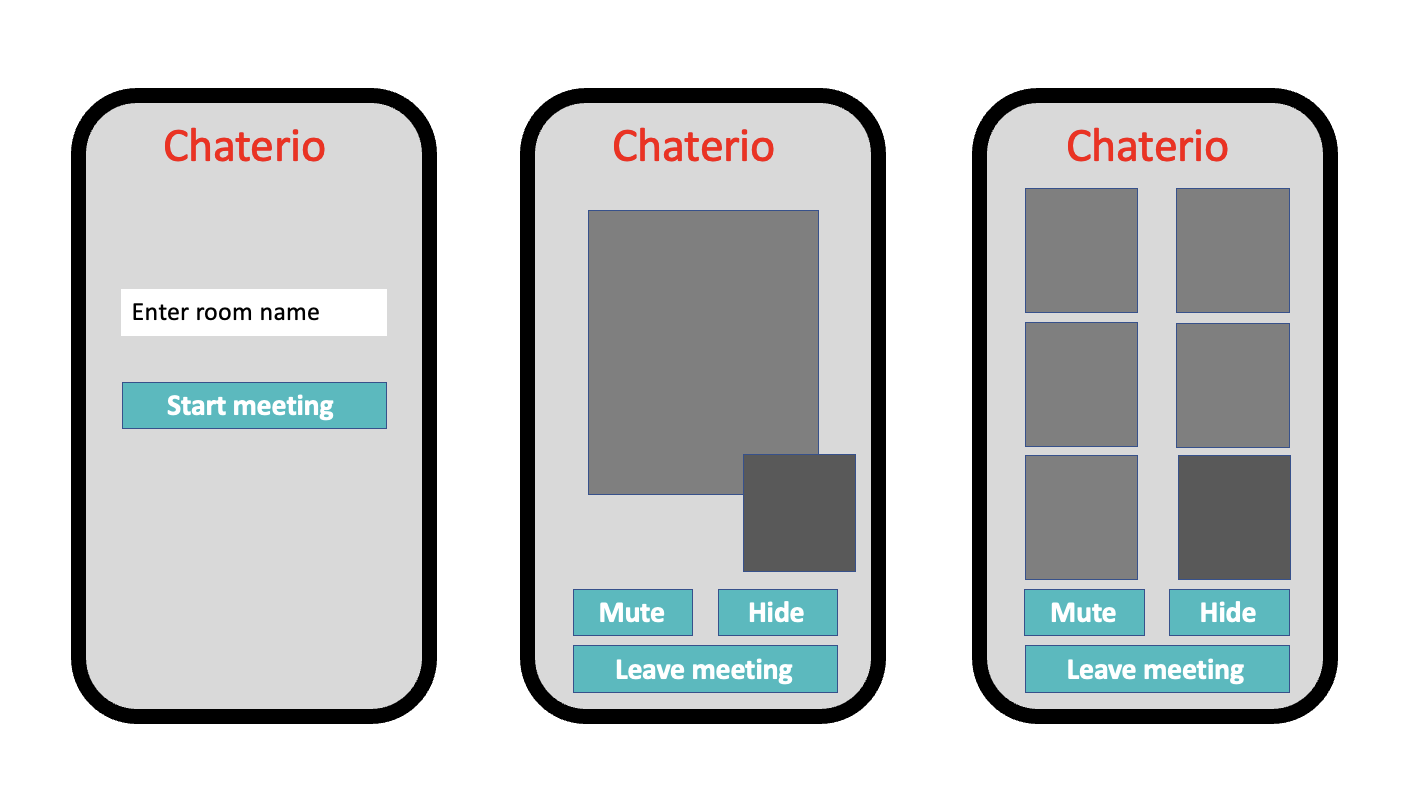 Chaterio
Enter room name
Start meeting
Chaterio
Mute
Hide
Leave meeting
Chaterio
Mute
Hide
Leave meeting